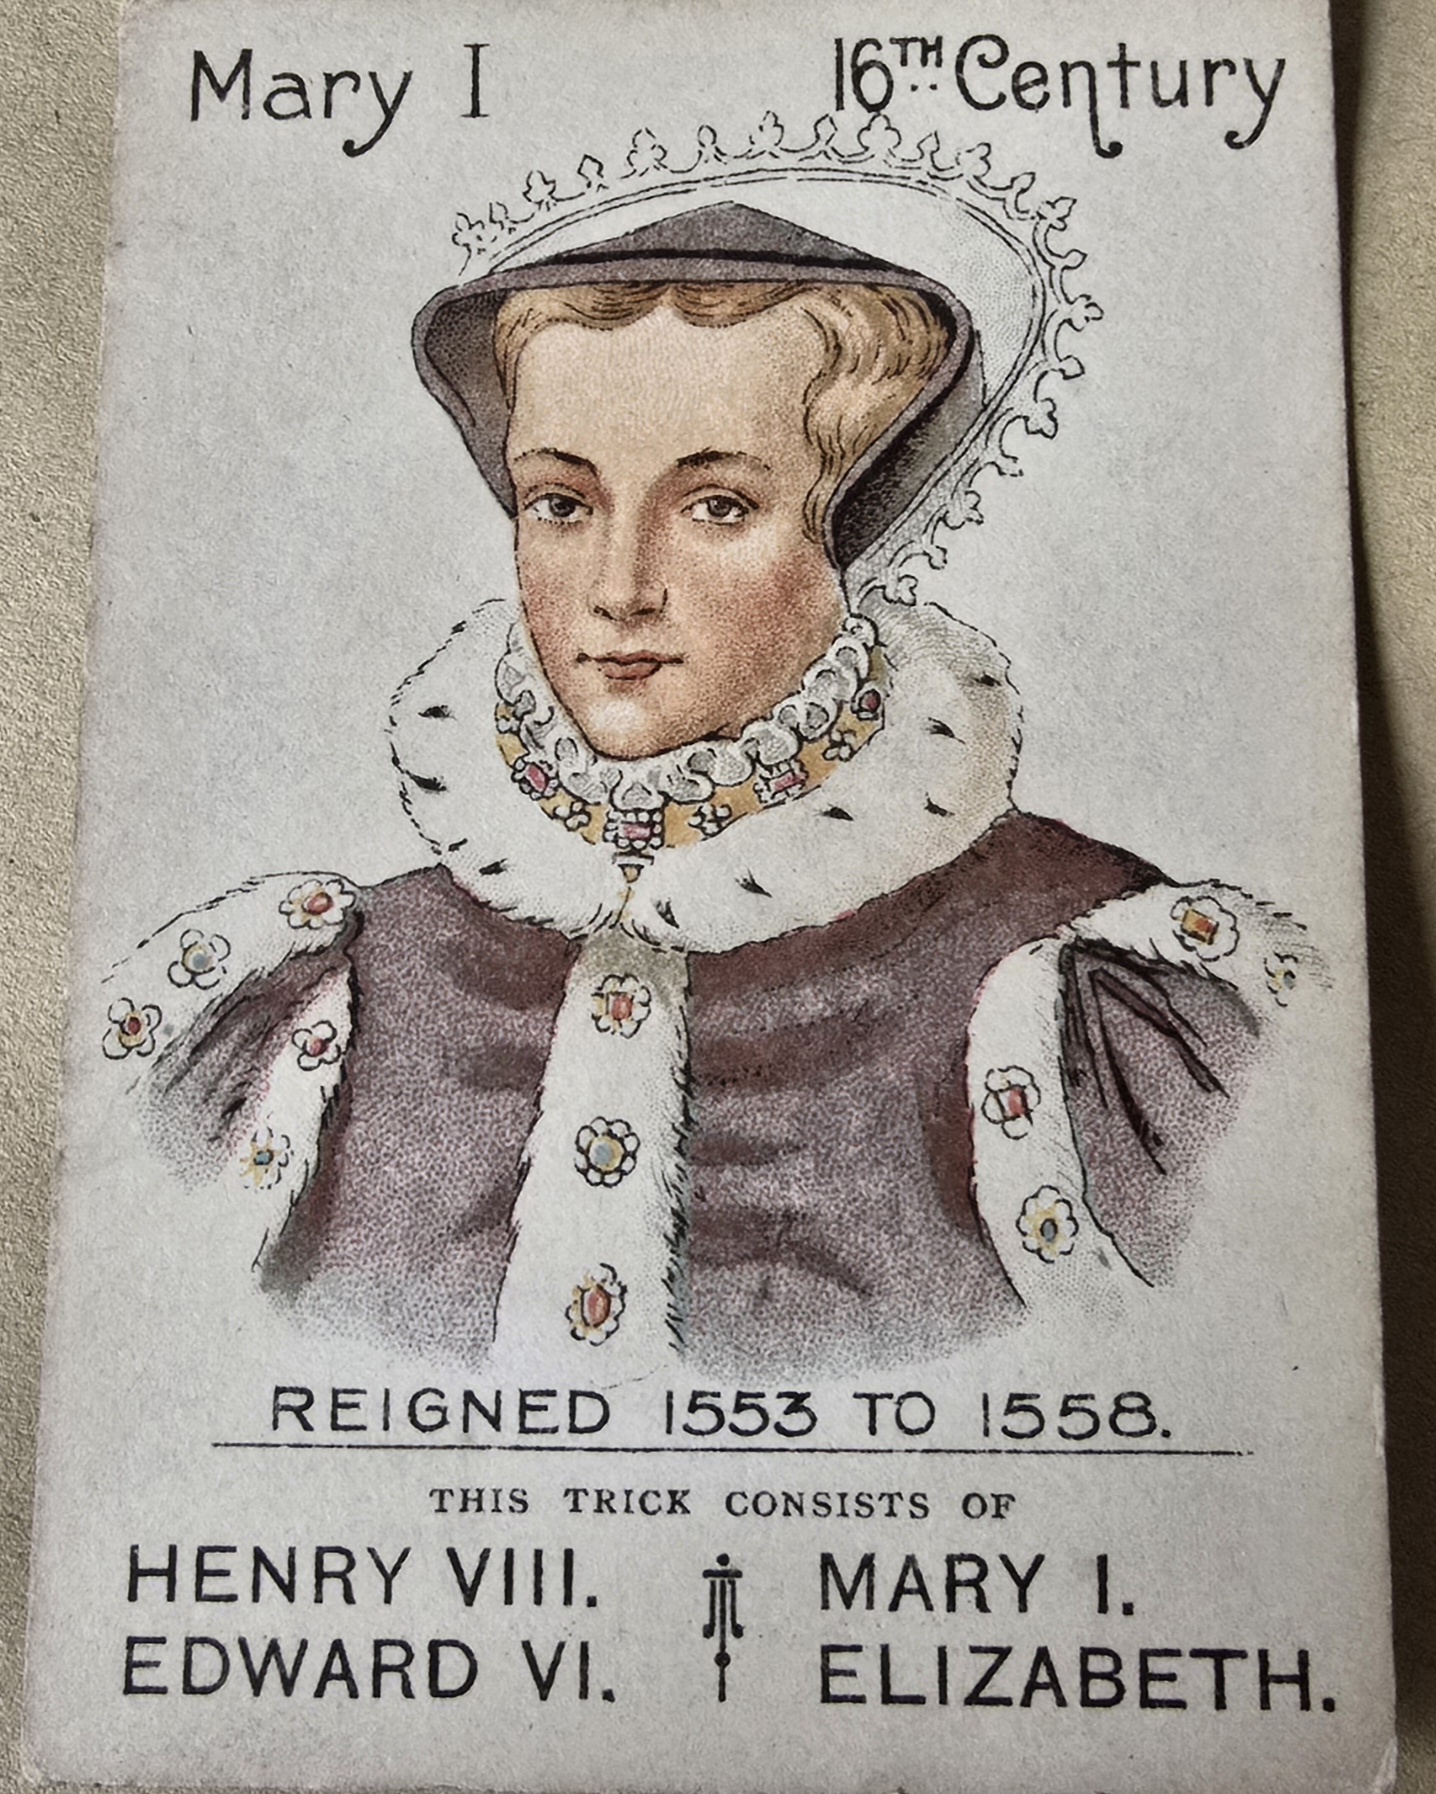 Mary I 16TH Century
REIGNED 1553 TO 1558.
THIS TRICK CONSISTS OF
HENRY VIII. MARY I.
EDWARD VI. ELIZABETH.